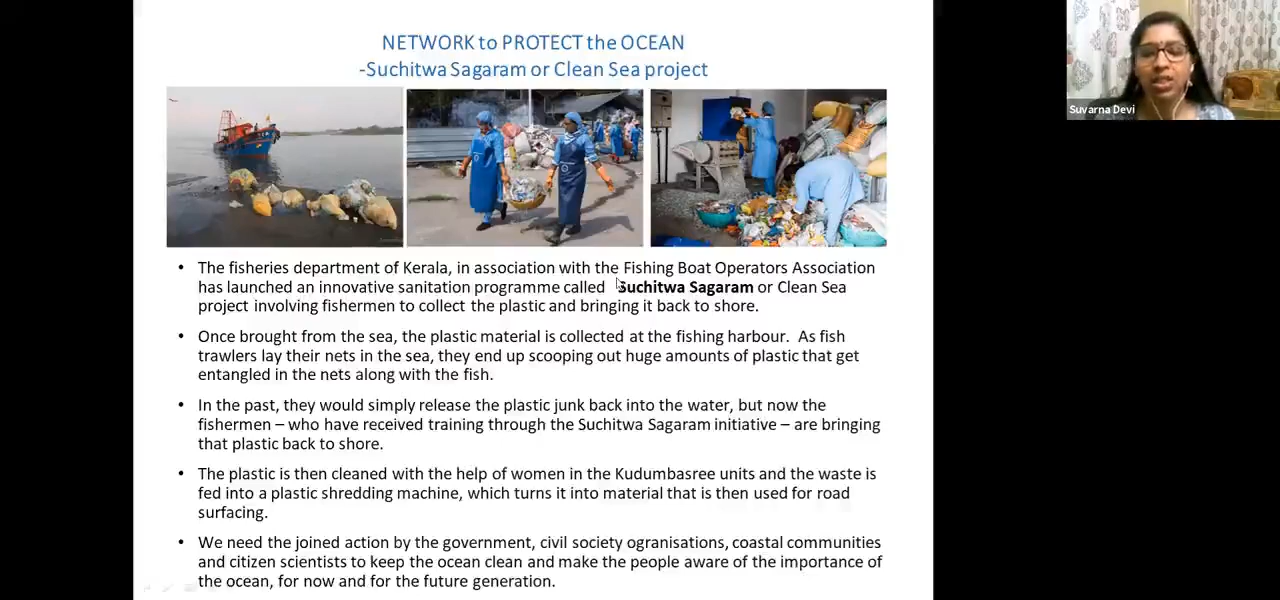 NETWORK to PROTECT the OCEAN
-Suchitwa Sagaram or Clean Sea project
Suvarna Devi
• The fisheries department of Kerala, in association with the Fishing Boat Operators Association
has launched an innovative sanitation programme called Suchitwa Sagaram or Clean Sea
project involving fishermen to collect the plastic and bringing it back to shore.
• Once brought from the sea, the plastic material is collected at the fishing harbour. As fish
trawlers lay their nets in the sea, they end up scooping out huge amounts of plastic that get
entangled in the nets along with the fish.
• In the past, they would simply release the plastic junk back into the water, but now the
fishermen – who have received training through the Suchitwa Sagaram initiative – are bringing
that plastic back to shore.
• The plastic is then cleaned with the help of women in the Kudumbasree units and the waste is
fed into a plastic shredding machine, which turns it into material that is then used for road
surfacing.
• We need the joined action by the government, civil society ogranisations, coastal communities
and citizen scientists to keep the ocean clean and make the people aware of the importance of
the ocean, for now and for the future generation.